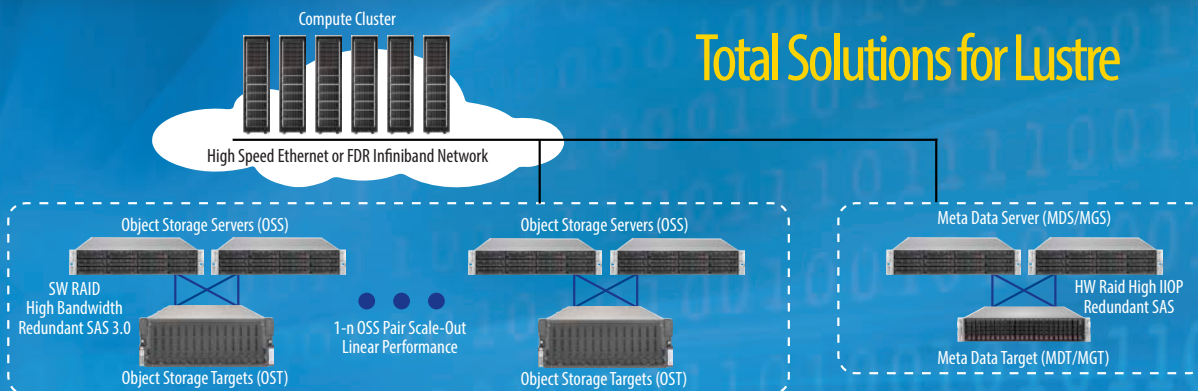 Compute Cluster
Total Solutions for Lustre
High Speed Ethernet or FDR Infiniband Network
Object Storage Servers (OSS)
SW RAID
High Bandwidth
Redundant SAS 3.0
Object Storage Targets (OST)
1-n OSS Pair Scale-Out
Linear Performance
Object Storage Servers (OSS)
Object Storage Targets (OST)
Meta Data Server (MDS/MGS)
HW Raid High IIOP
Redundant SAS
Meta Data Target (MDT/MGT)